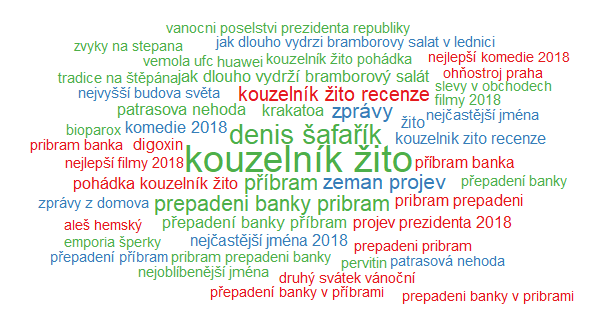 vanocni poselstvi prezidenta republiky
zvyky na stepana jak dlouho vydrzi bramborovy salat v lednici
vemola ufc huawei kouzelník žito pohádka nejlepší komedie 2018
tradice na štěpána jak dlouho vydrží bramborový salát ohňostroj praha
nejvyšší budova světa kouzelník žito recenze slevy v obchodech
filmy 2018
patrasova nehoda krakatoa zprávy žito nejčastější jména
bioparox komedie 2018 denis šafařík kouzelnik zito recenze
pribram banka digoxin
nejlepší filmy 2018 kouzelník žito příbram banka
pohádka kouzelník žito příbram zeman projev přepadení banky
zprávy z domova prepadeni banky pribram pribram prepadeni
aleš hemský přepadení banky příbram projev prezidenta 2018
emporia šperky nejčastější jména 2018 prepadeni pribram
přepadení příbram pribram prepadeni banky pervitin patrasová nehoda
nejoblíbenější jména druhý svátek vánoční
přepadení banky v příbrami prepadeni banky v pribrami